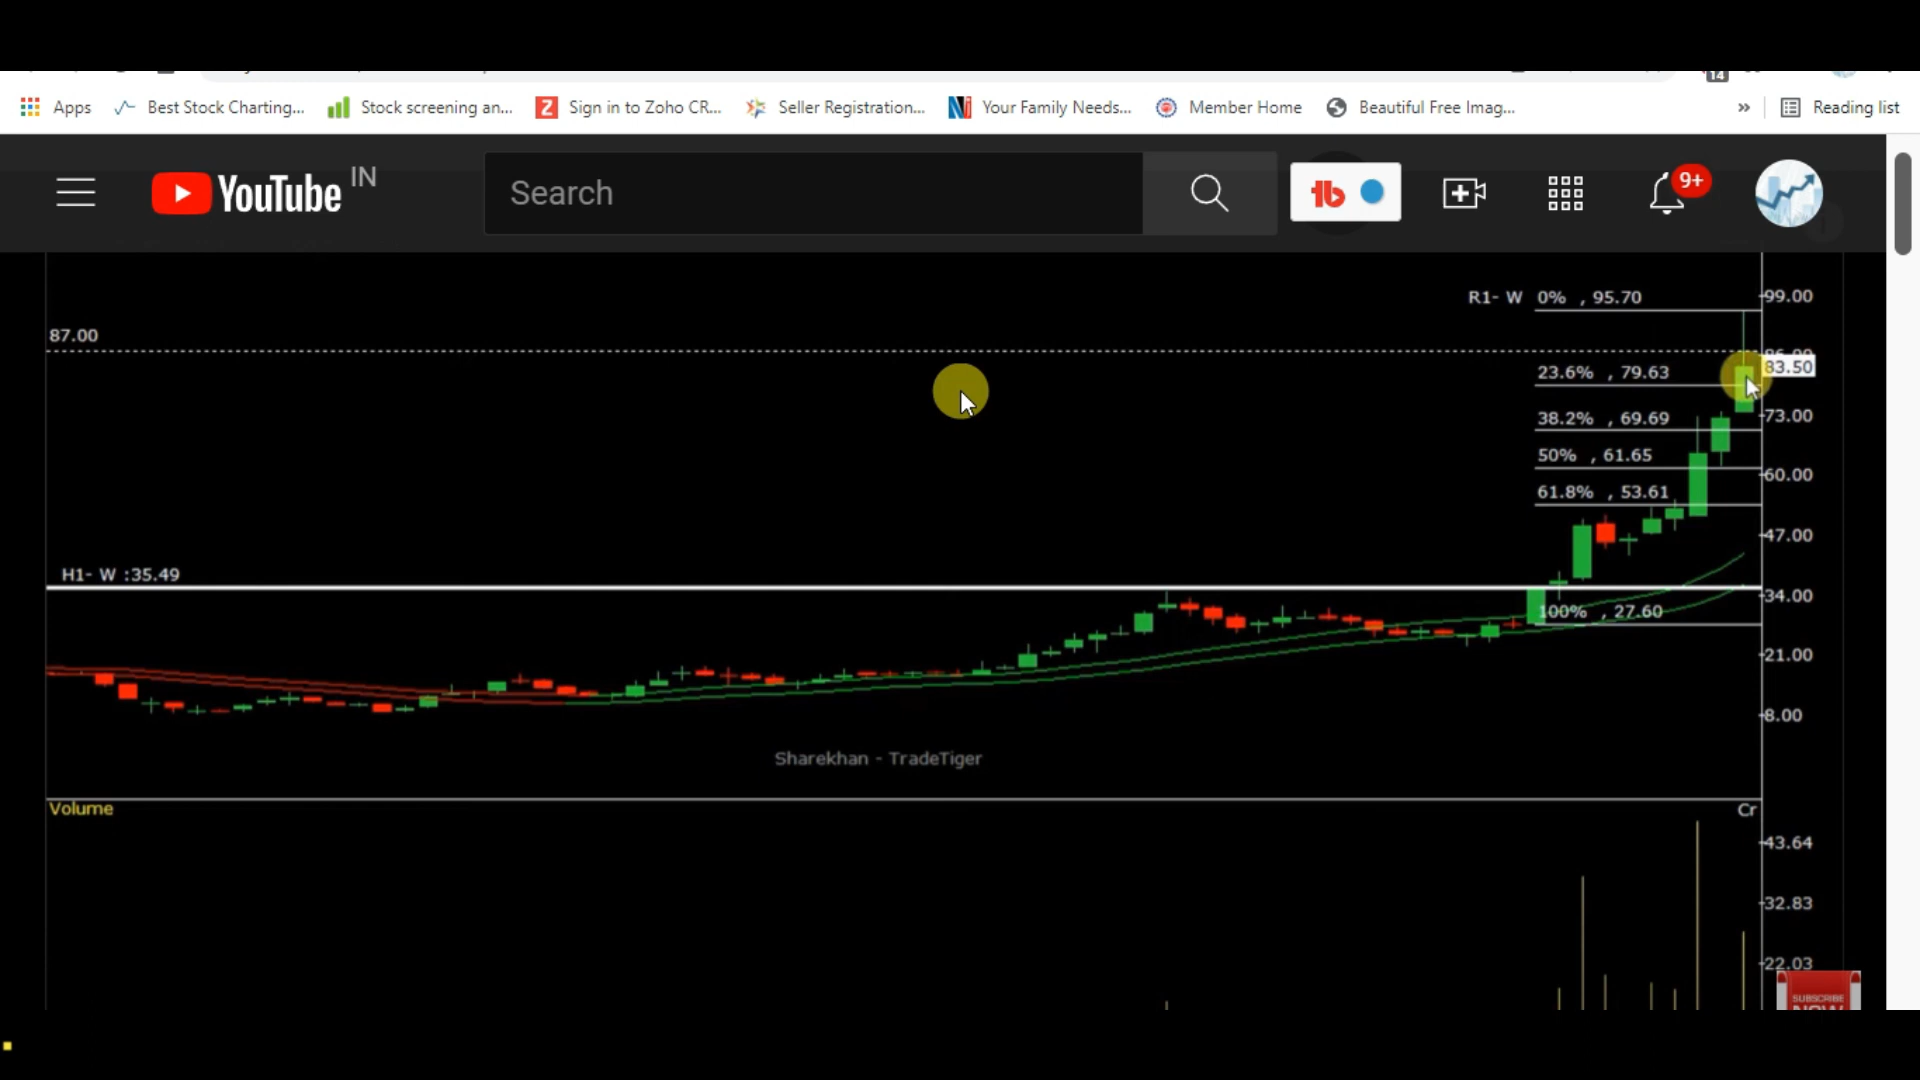 14
Apps Best Stock Charting... Stock screening an... Sign in to Zoho CR... Seller Registration... Your Family Needs... Member Home Beautiful Free Imag... » Reading list
YouTube IN Search 9+
R1- W 0% , 95.70 99.00
87.00
83.50
23.6% , 79.63
38.2% , 69.69 73.00
50% , 61.65
60.00
61.8% , 53.61
47.00
H1- W :35.49
34.00
100% , 27.60
21.00
8.00
Sharekhan - TradeTiger
Volume Cr
43.64
32.83
22.03
SUBSCRIBE
NOW